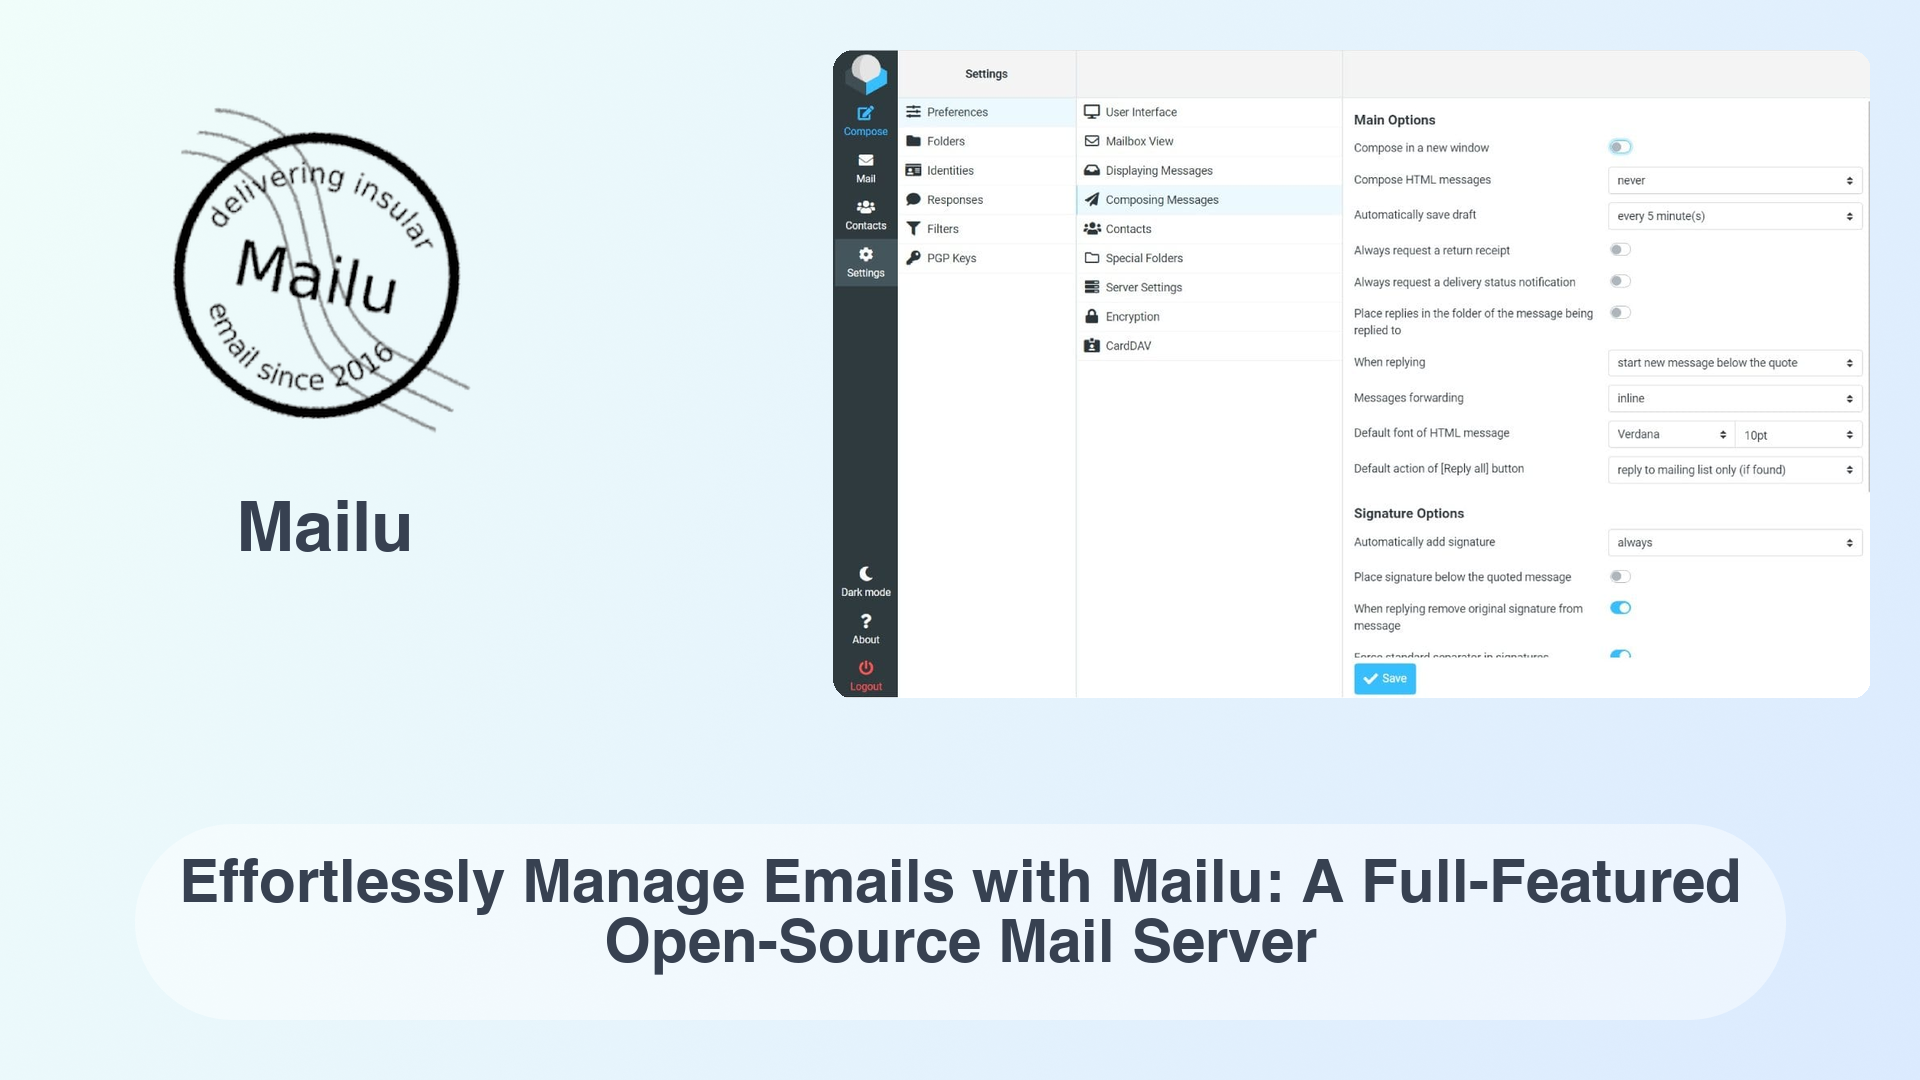 delivering insular
Mailu
email since 2016
Mailu
Settings
Compose
Mail
Contacts
Settings
Dark mode
About
Logout
Preferences
Folders
Identities
Responses
Filters
PGP Keys
User Interface
Mailbox View
Displaying Messages
Composing Messages
Contacts
Special Folders
Server Settings
Encryption
CardDAV
Main Options
Compose in a new window
Compose HTML messages never
Automatically save draft every 5 minute(s)
Always request a return receipt
Always request a delivery status notification
Place replies in the folder of the message being
replied to
When replying start new message below the quote
Messages forwarding inline
Default font of HTML message Verdana 10pt
Default action of [Reply all] button reply to mailing list only (if found)
Signature Options
Automatically add signature always
Place signature below the quoted message
When replying remove original signature from
message
Force standard separator in signatures
Save
Effortlessly Manage Emails with Mailu: A Full-Featured
Open-Source Mail Server